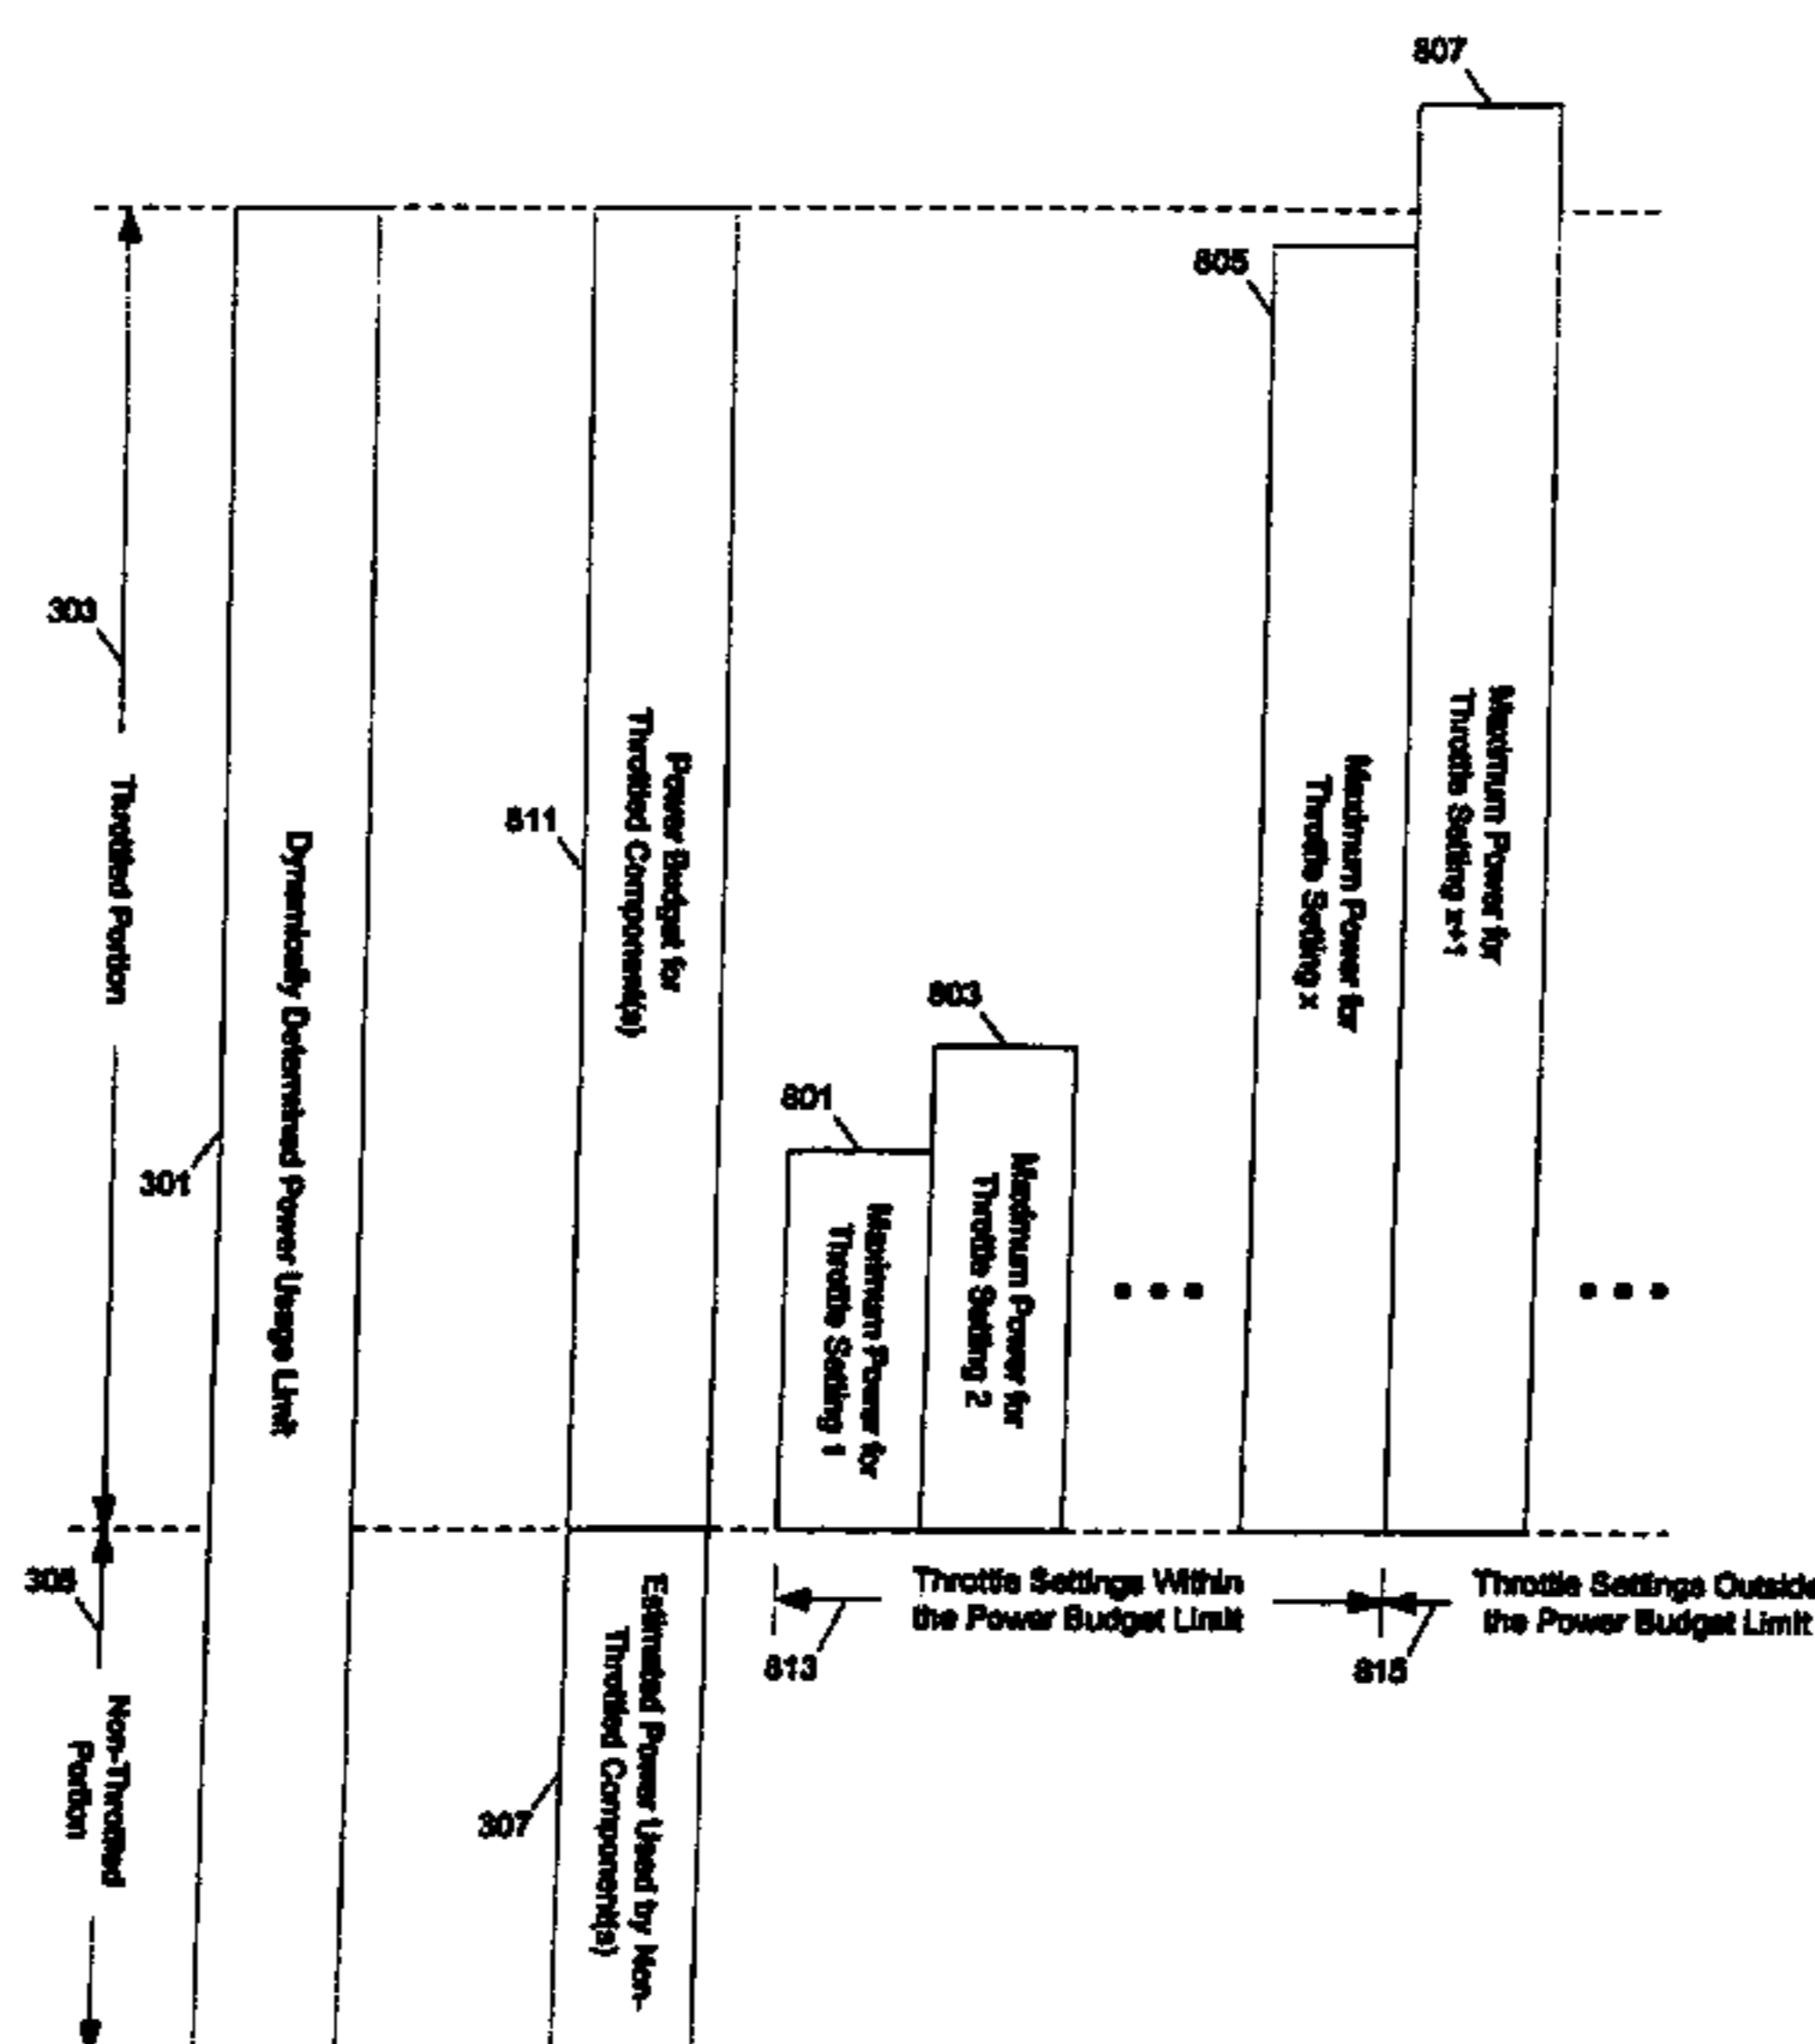 807
805
303
Throttled Portion
811
Power Budget for
Throttled Component(s)
Maximum Power for
Throttle Setting x
Maximum Power for
Throttle Setting x+1
Dynamically Determined Power Usage Limit
301
803
801
Maximum Power for
Throttle Setting 1
Maximum Power for
Throttle Setting 2
• • •
• • •
Throttle Settings Within
the Power Budget Limit
Throttle Settings Outside
the Power Budget Limit
813
815
Non-Throttled
Portion
307
Estimated Power Used by Non-
Throttled Component(s)